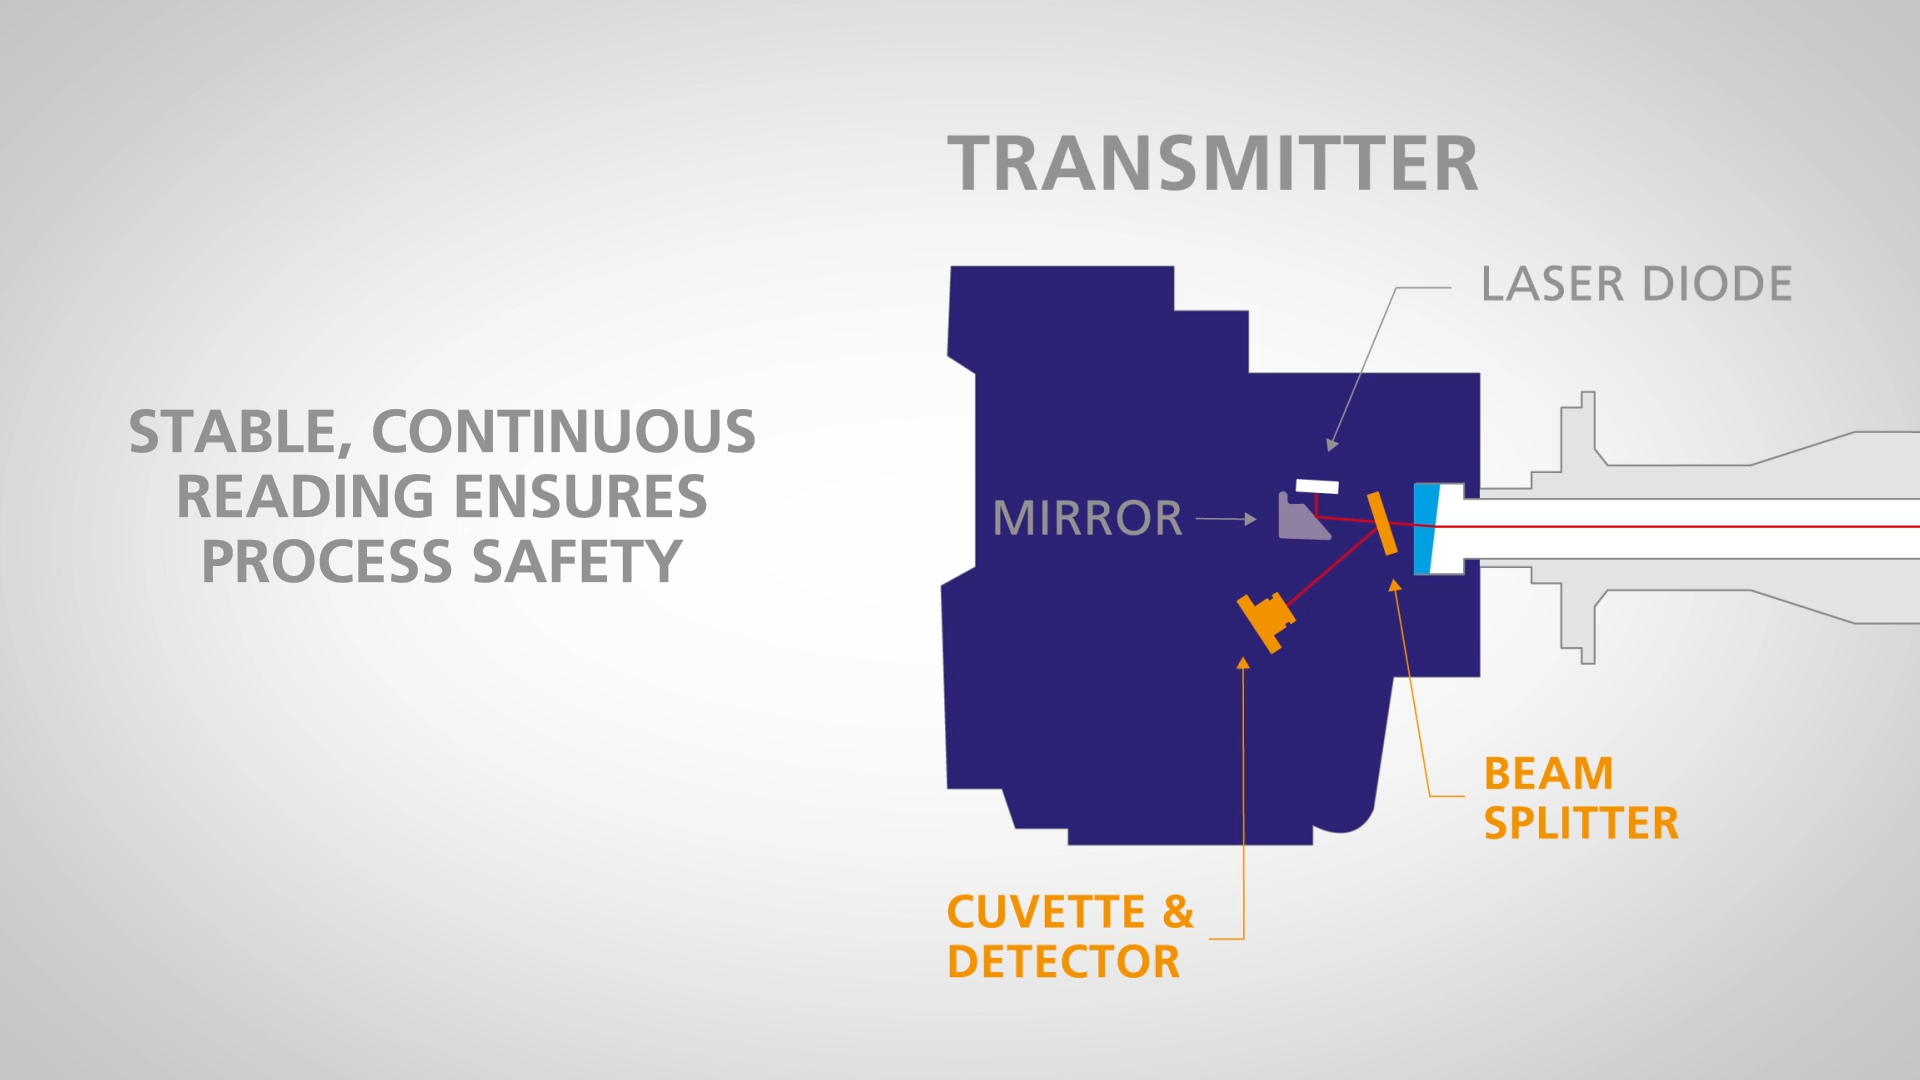 TRANSMITTER
LASER DIODE
STABLE, CONTINUOUS
READING ENSURES
PROCESS SAFETY
MIRROR
BEAM
SPLITTER
CUVETTE &
DETECTOR